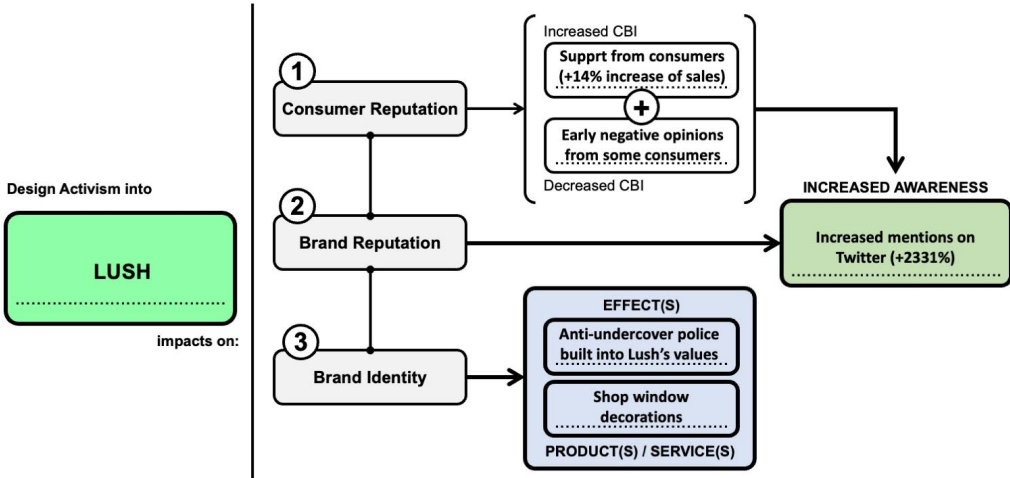 Design Activism into
LUSH
impacts on:
1
Consumer Reputation
Increased CBI
Supprt from consumers
(+14% increase of sales)
+
Early negative opinions
from some consumers
Decreased CBI
2
Brand Reputation
INCREASED AWARENESS
Increased mentions on
Twitter (+2331%)
3
Brand Identity
EFFECT(S)
Anti-undercover police
built into Lush's values
Shop window
decorations
PRODUCT(S) / SERVICE(S)